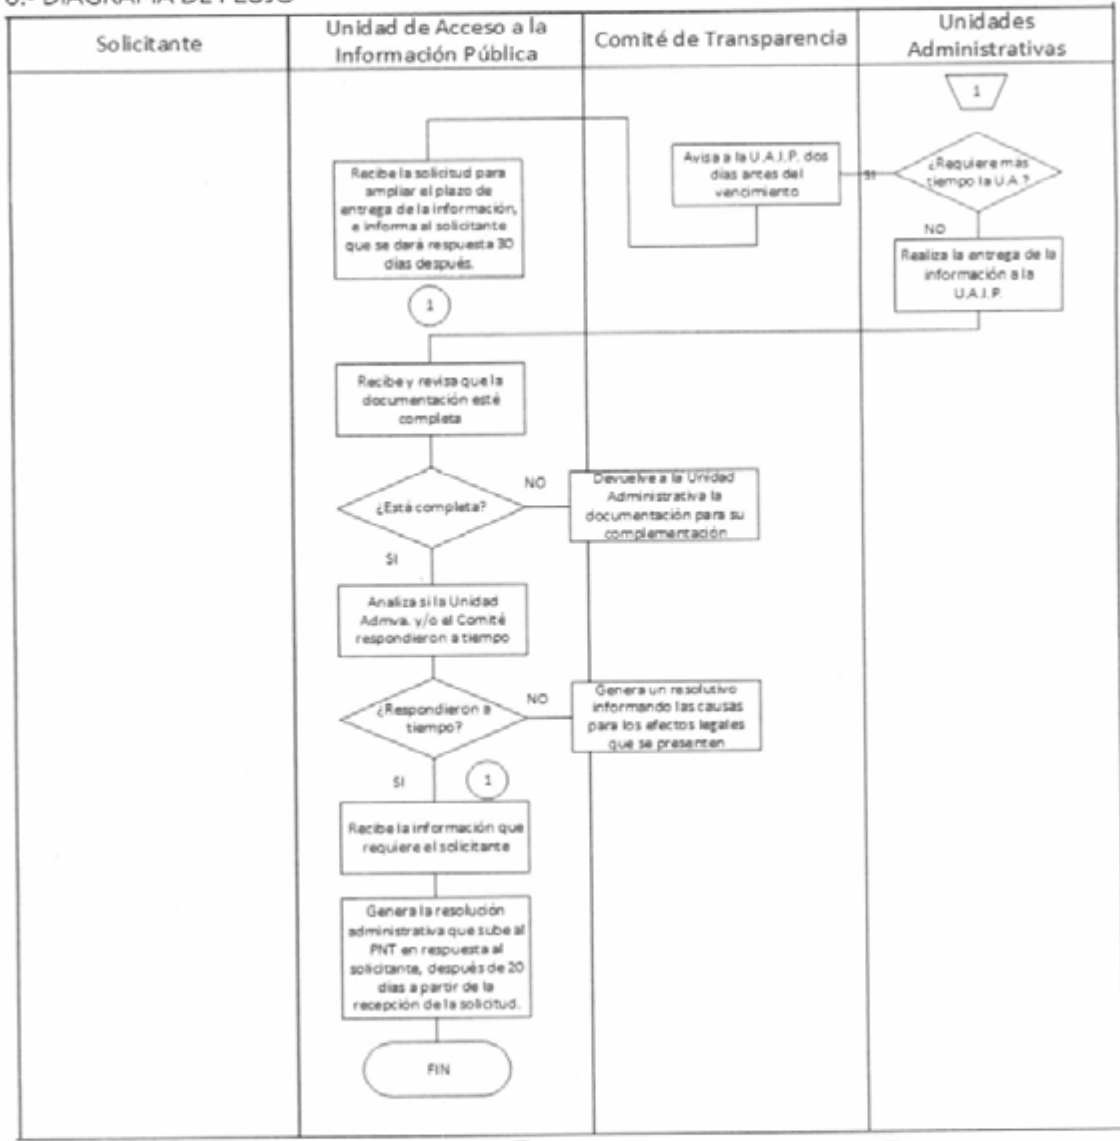 6.- DIAGRAMA DE FLUJO
Solicitante
Unidad de Acceso a la
Información Pública
Comité de Transparencia
Unidades
Administrativas
1
¿Requiere más
tiempo la U.A.?
SI
Avisa a la U.A.I.P. dos
días antes del
vencimiento
Recibe la solicitud para
ampliar el plazo de
entrega de la información,
e informa al solicitante
que se dará respuesta 30
días después.
1
NO
Realiza la entrega de la
información a la
U.A.I.P.
Recibe y revisa que la
documentación esté
completa
¿Está completa?
NO
Devuelve a la Unidad
Administrativa la
documentación para su
complementación
SI
Analiza si la Unidad
Admva. y/o el Comité
respondieron a tiempo
¿Respondieron a
tiempo?
NO
Genera un resolutivo
informando las causas
para los efectos legales
que se presenten
SI
1
Recibe la información que
requiere el solicitante
Genera la resolución
administrativa que sube al
PNT en respuesta al
solicitante, después de 20
días a partir de la
recepción de la solicitud.
FIN